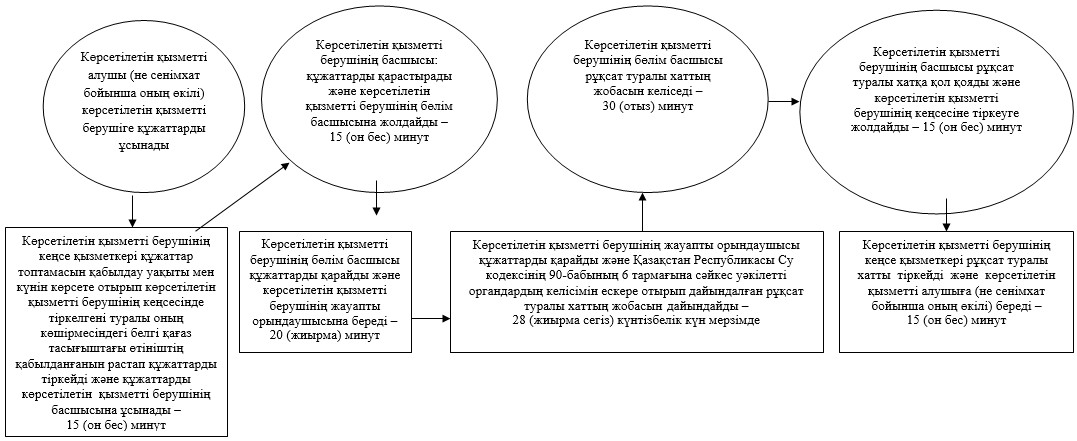 Көрсетілетін қызметті
алушы (не сенімхат
бойынша оның өкілі)
көрсетілетін қызметті
берушіге құжаттарды
ұсынады
Көрсетілетін қызметті берушінің
кеңсе қызметкері құжаттар
топтамасын қабылдау уақыты мен
күнін көрсете отырып көрсетілетін
қызметті берушінің кеңсесінде
тіркелгені туралы оның
көшірмесіндегі белгі қағаз
тасығыштағы өтініштің
қабылданғанын растап құжаттарды
тіркейді және құжаттарды
көрсетілетін қызметті берушінің
басшысына ұсынады –
15 (он бес) минут
Көрсетілетін қызметті
берушінің басшысы:
құжаттарды қарастырады
және көрсетілетін
қызметті берушінің бөлім
басшысына жолдайды –
15 (он бес) минут
Көрсетілетін қызметті
берушінің бөлім басшысы
құжаттарды қарайды және
көрсетілетін қызметті
берушінің жауапты
орындаушысына береді –
20 (жиырма) минут
Көрсетілетін қызметті берушінің жауапты орындаушысы
құжаттарды қарайды және Қазақстан Республикасы Су
кодексінің 90-бабының 6 тармағына сәйкес уәкілетті
органдардың келісімін ескере отырып дайындалған рұқсат
туралы хаттың жобасын дайындайды –
28 (жиырма сегіз) күнтізбелік күн мерзімде
Көрсетілетін қызметті
берушінің бөлім басшысы
рұқсат туралы хаттың
жобасын келіседі –
30 (отыз) минут
Көрсетілетін қызметті
берушінің басшысы рұқсат
туралы хатқа қол қояды және
көрсетілетін қызметті
берушінің кеңсесіне тіркеуге
жолдайды – 15 (он бес) минут
Көрсетілетін қызметті берушінің
кеңсе қызметкері рұқсат туралы
хатты тіркейді және көрсетілетін
қызметті алушыға (не сенімхат
бойынша оның өкілі) береді –
15 (он бес) минут